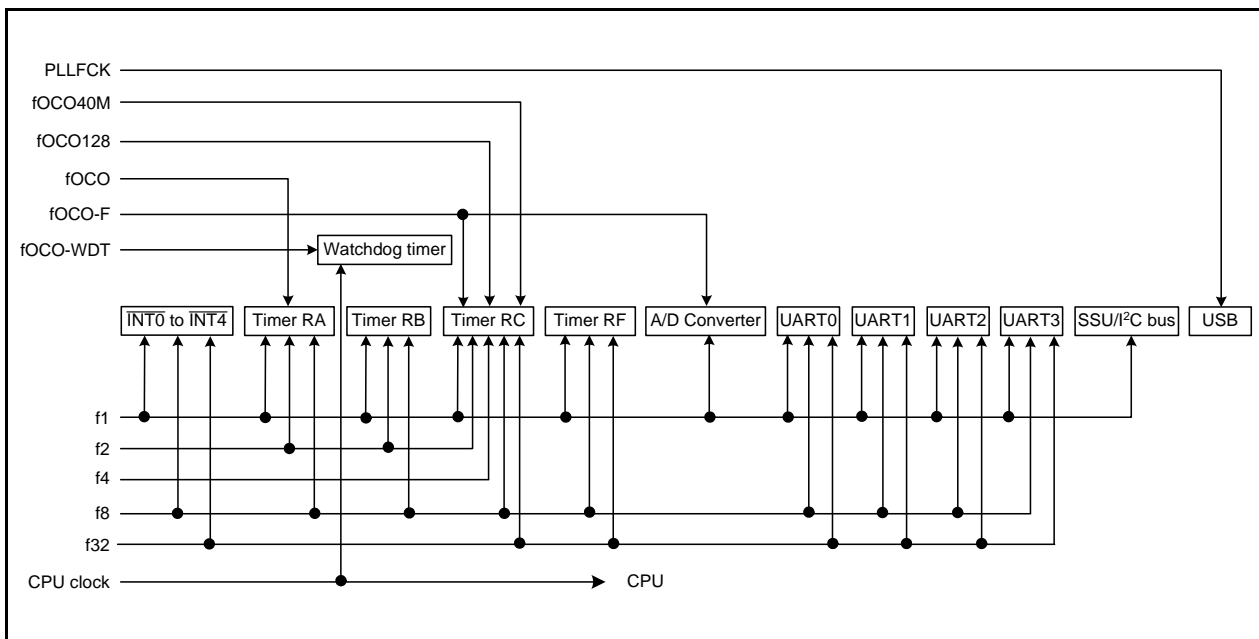 PLLFCK
fOCO40M
fOCO128
fOCO
fOCO-F
fOCO-WDT
Watchdog timer
INT0 to INT4
Timer RA
Timer RB
Timer RC
Timer RF
A/D Converter
UART0
UART1
UART2
UART3
SSU/I²C bus
USB
f1
f2
f4
f8
f32
CPU clock
CPU